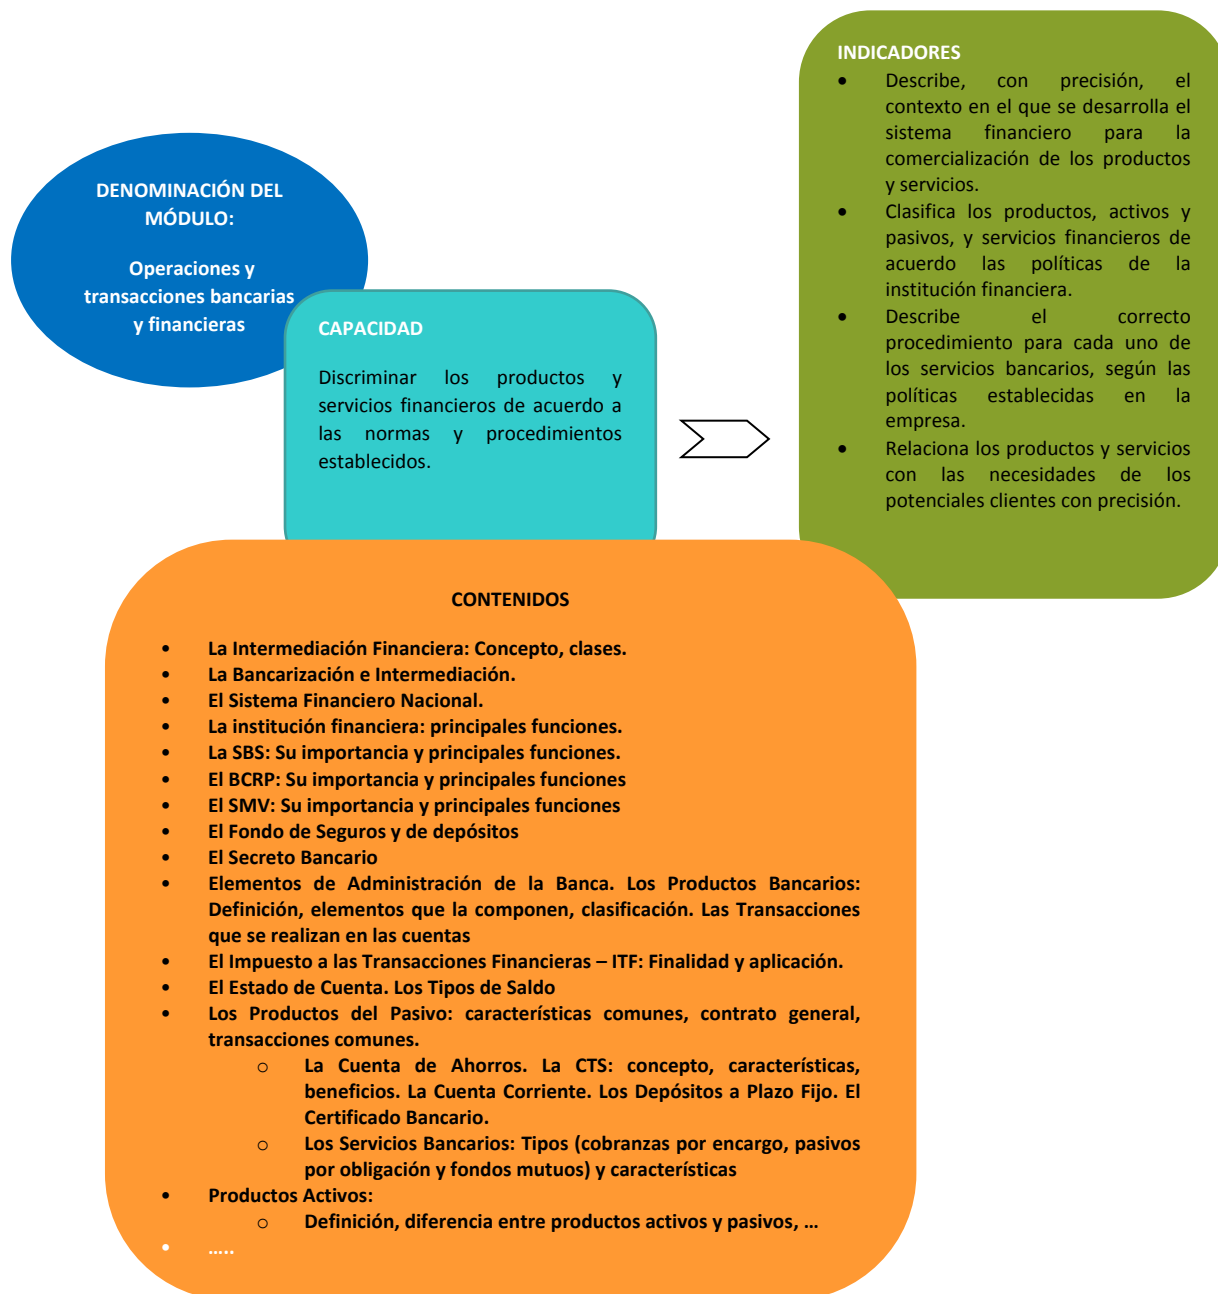 DENOMINACIÓN DEL
MÓDULO:
Operaciones y
transacciones bancarias
y financieras
CAPACIDAD
Discriminar los productos y
servicios financieros de acuerdo a
las normas y procedimientos
establecidos.
INDICADORES
• Describe, con precisión, el
contexto en el que se desarrolla el
sistema financiero para la
comercialización de los productos
y servicios.
• Clasifica los productos, activos y
pasivos, y servicios financieros de
acuerdo las políticas de la
institución financiera.
• Describe el correcto
procedimiento para cada uno de
los servicios bancarios, según las
políticas establecidas en la
empresa.
• Relaciona los productos y servicios
con las necesidades de los
potenciales clientes con precisión.
CONTENIDOS
• La Intermediación Financiera: Concepto, clases.
• La Bancarización e Intermediación.
• El Sistema Financiero Nacional.
• La institución financiera: principales funciones.
• La SBS: Su importancia y principales funciones.
• El BCRP: Su importancia y principales funciones
• El SMV: Su importancia y principales funciones
• El Fondo de Seguros y de depósitos
• El Secreto Bancario
• Elementos de Administración de la Banca. Los Productos Bancarios:
Definición, elementos que la componen, clasificación. Las Transacciones
que se realizan en las cuentas
• El Impuesto a las Transacciones Financieras – ITF: Finalidad y aplicación.
• El Estado de Cuenta. Los Tipos de Saldo
• Los Productos del Pasivo: características comunes, contrato general,
transacciones comunes.
o La Cuenta de Ahorros. La CTS: concepto, características,
beneficios. La Cuenta Corriente. Los Depósitos a Plazo Fijo. El
Certificado Bancario.
o Los Servicios Bancarios: Tipos (cobranzas por encargo, pasivos
por obligación y fondos mutuos) y características
• Productos Activos:
o Definición, diferencia entre productos activos y pasivos, …
• …..